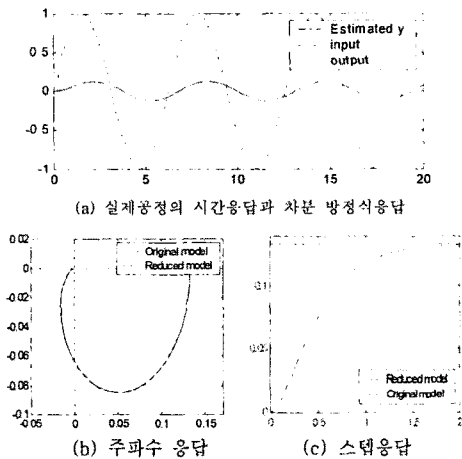 1
0.5
0
-0.5
-1
0 5 10 15 20
Estimated y
input
output
(a) 실제공정의 시간응답과 차분 방정식응답
0.02
0
-0.02
-0.04
-0.06
-0.08
-0.1
-0.05 0 0.05 0.1 0.15
Original model
Reduced model
(b) 주파수 응답
0.1
0
0 0.5 1 1.5 2
Reduced model
Original model
(c) 스텝응답